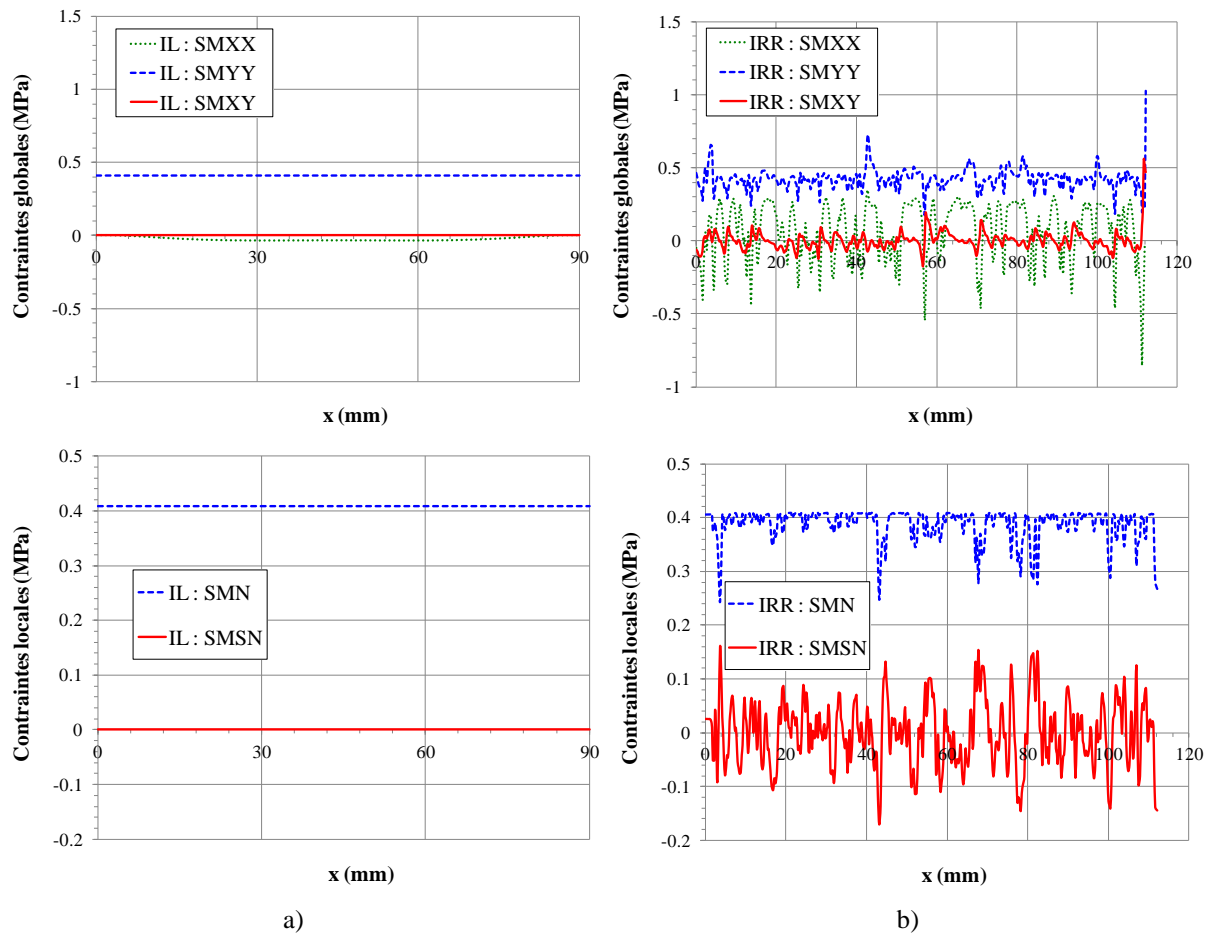 Contraintes globales (MPa)
1.5
1
0.5
0
-0.5
-1
IL : SMXX
IL : SMYY
IL : SMXY
0 30 60 90
x (mm)
Contraintes globales (MPa)
1.5
1
0.5
0
-0.5
-1
IRR : SMXX
IRR : SMYY
IRR : SMXY
0 20 40 60 80 100 120
x (mm)
Contraintes locales (MPa)
0.5
0.4
0.3
0.2
0.1
0
-0.1
-0.2
IL : SMN
IL : SMSN
0 30 60 90
x (mm)
a)
Contraintes locales (MPa)
0.5
0.4
0.3
0.2
0.1
0
-0.1
-0.2
IRR : SMN
IRR : SMSN
0 20 40 60 80 100 120
x (mm)
b)